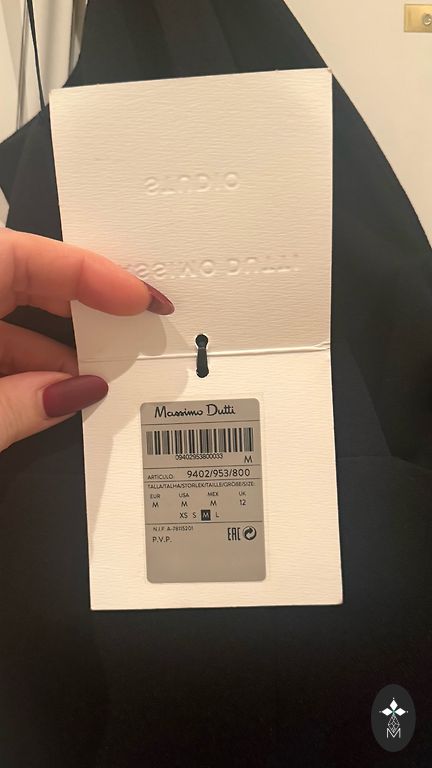 STUDIO
MASSIMO DUTTI
Massimo Dutti
09402953800033
M
ARTICULO: 9402/953/800
TALLA/TALHA/STORLEK/TAILLE/GRÖßE/SIZE:
EUR USA MEX UK
M M M 12
XS S M L
N.I.F. A-78115201
P.V.P.
EAC
M